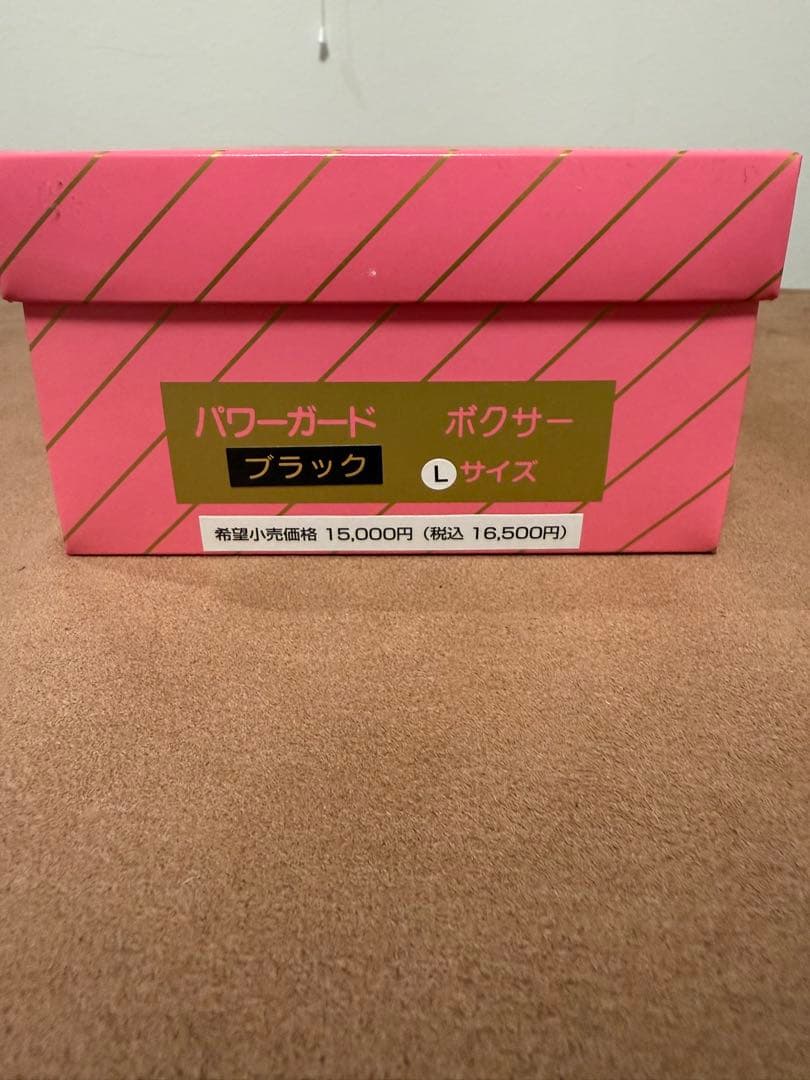 パワーガード ボクサー
ブラック Lサイズ
希望小売価格 15,000円（税込 16,500円）